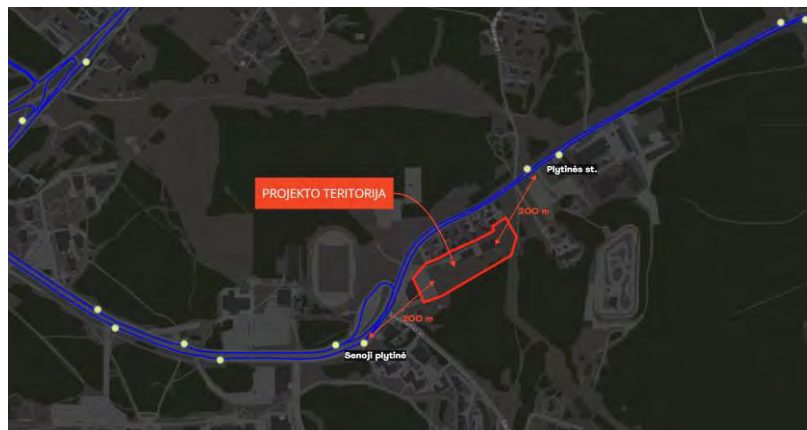 Plytinės st.
PROJEKTO TERITORIJA
200 m
200 m
Senoji plytinė